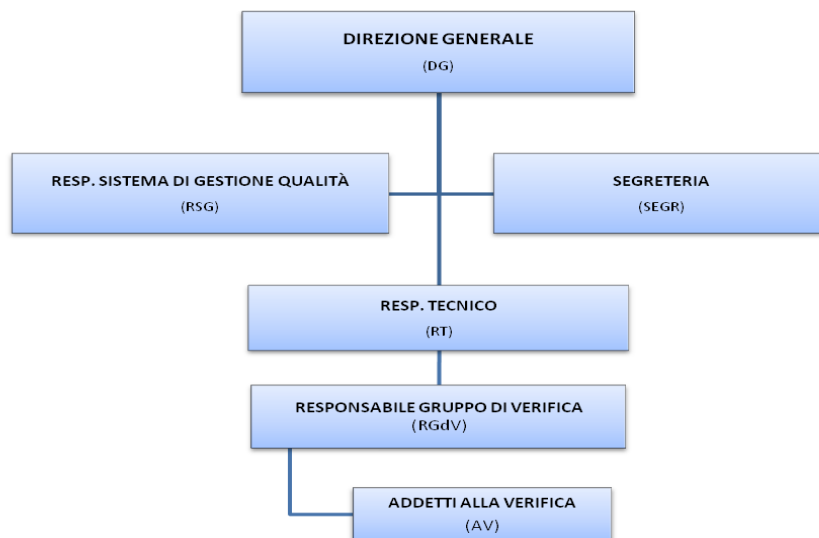 DIREZIONE GENERALE
(DG)
RESP. SISTEMA DI GESTIONE QUALITÀ
(RSG)
SEGRETERIA
(SEGR)
RESP. TECNICO
(RT)
RESPONSABILE GRUPPO DI VERIFICA
(RGdV)
ADDETTI ALLA VERIFICA
(AV)